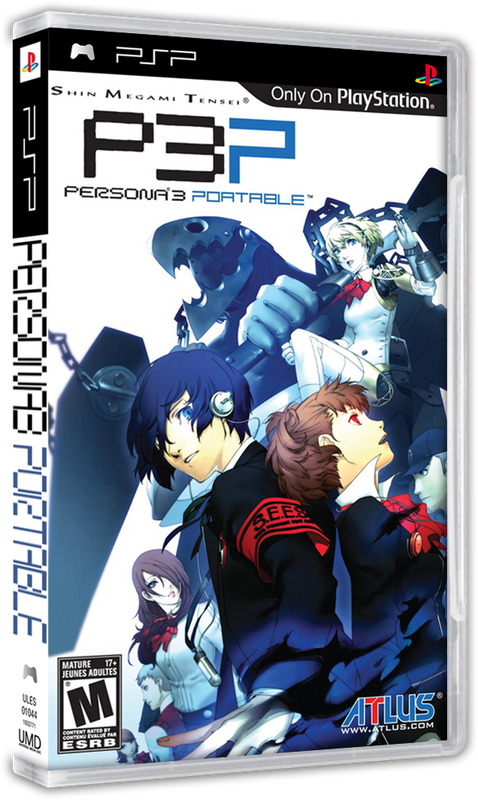 PSP
PERSONA3 PORTABLE
ULES
01044
UMD
PSP
PlayStation
Shin Megami Tensei®
Only On PlayStation®
P3P
PERSONA®3 PORTABLE™
S.E.E.S
MATURE 17+
JEUNES ADULTES
M
CONTENT RATED BY
CONTENU ÉVALUÉ PAR
ESRB
ATLUS
WWW.ATLUS.COM